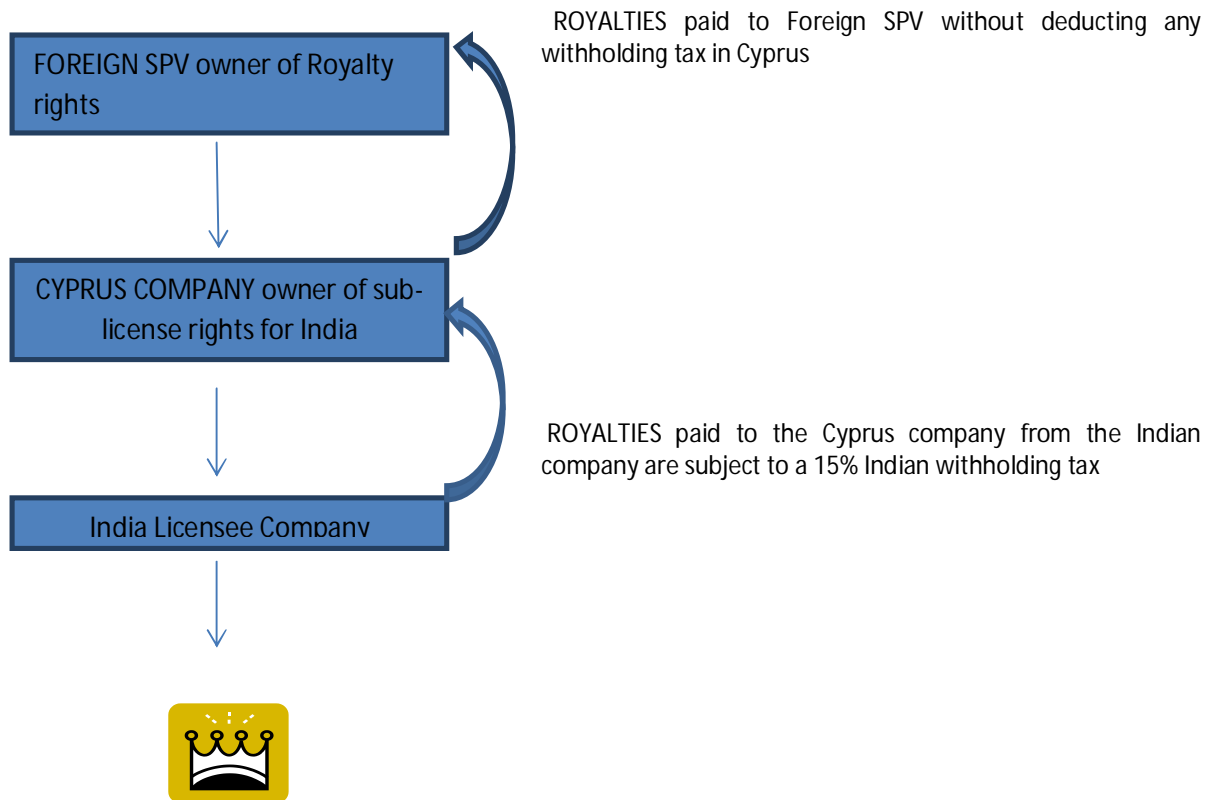 ROYALTIES paid to Foreign SPV without deducting any
withholding tax in Cyprus
FOREIGN SPV owner of Royalty
rights
CYPRUS COMPANY owner of sub-
license rights for India
ROYALTIES paid to the Cyprus company from the Indian
company are subject to a 15% Indian withholding tax
India Licensee Company